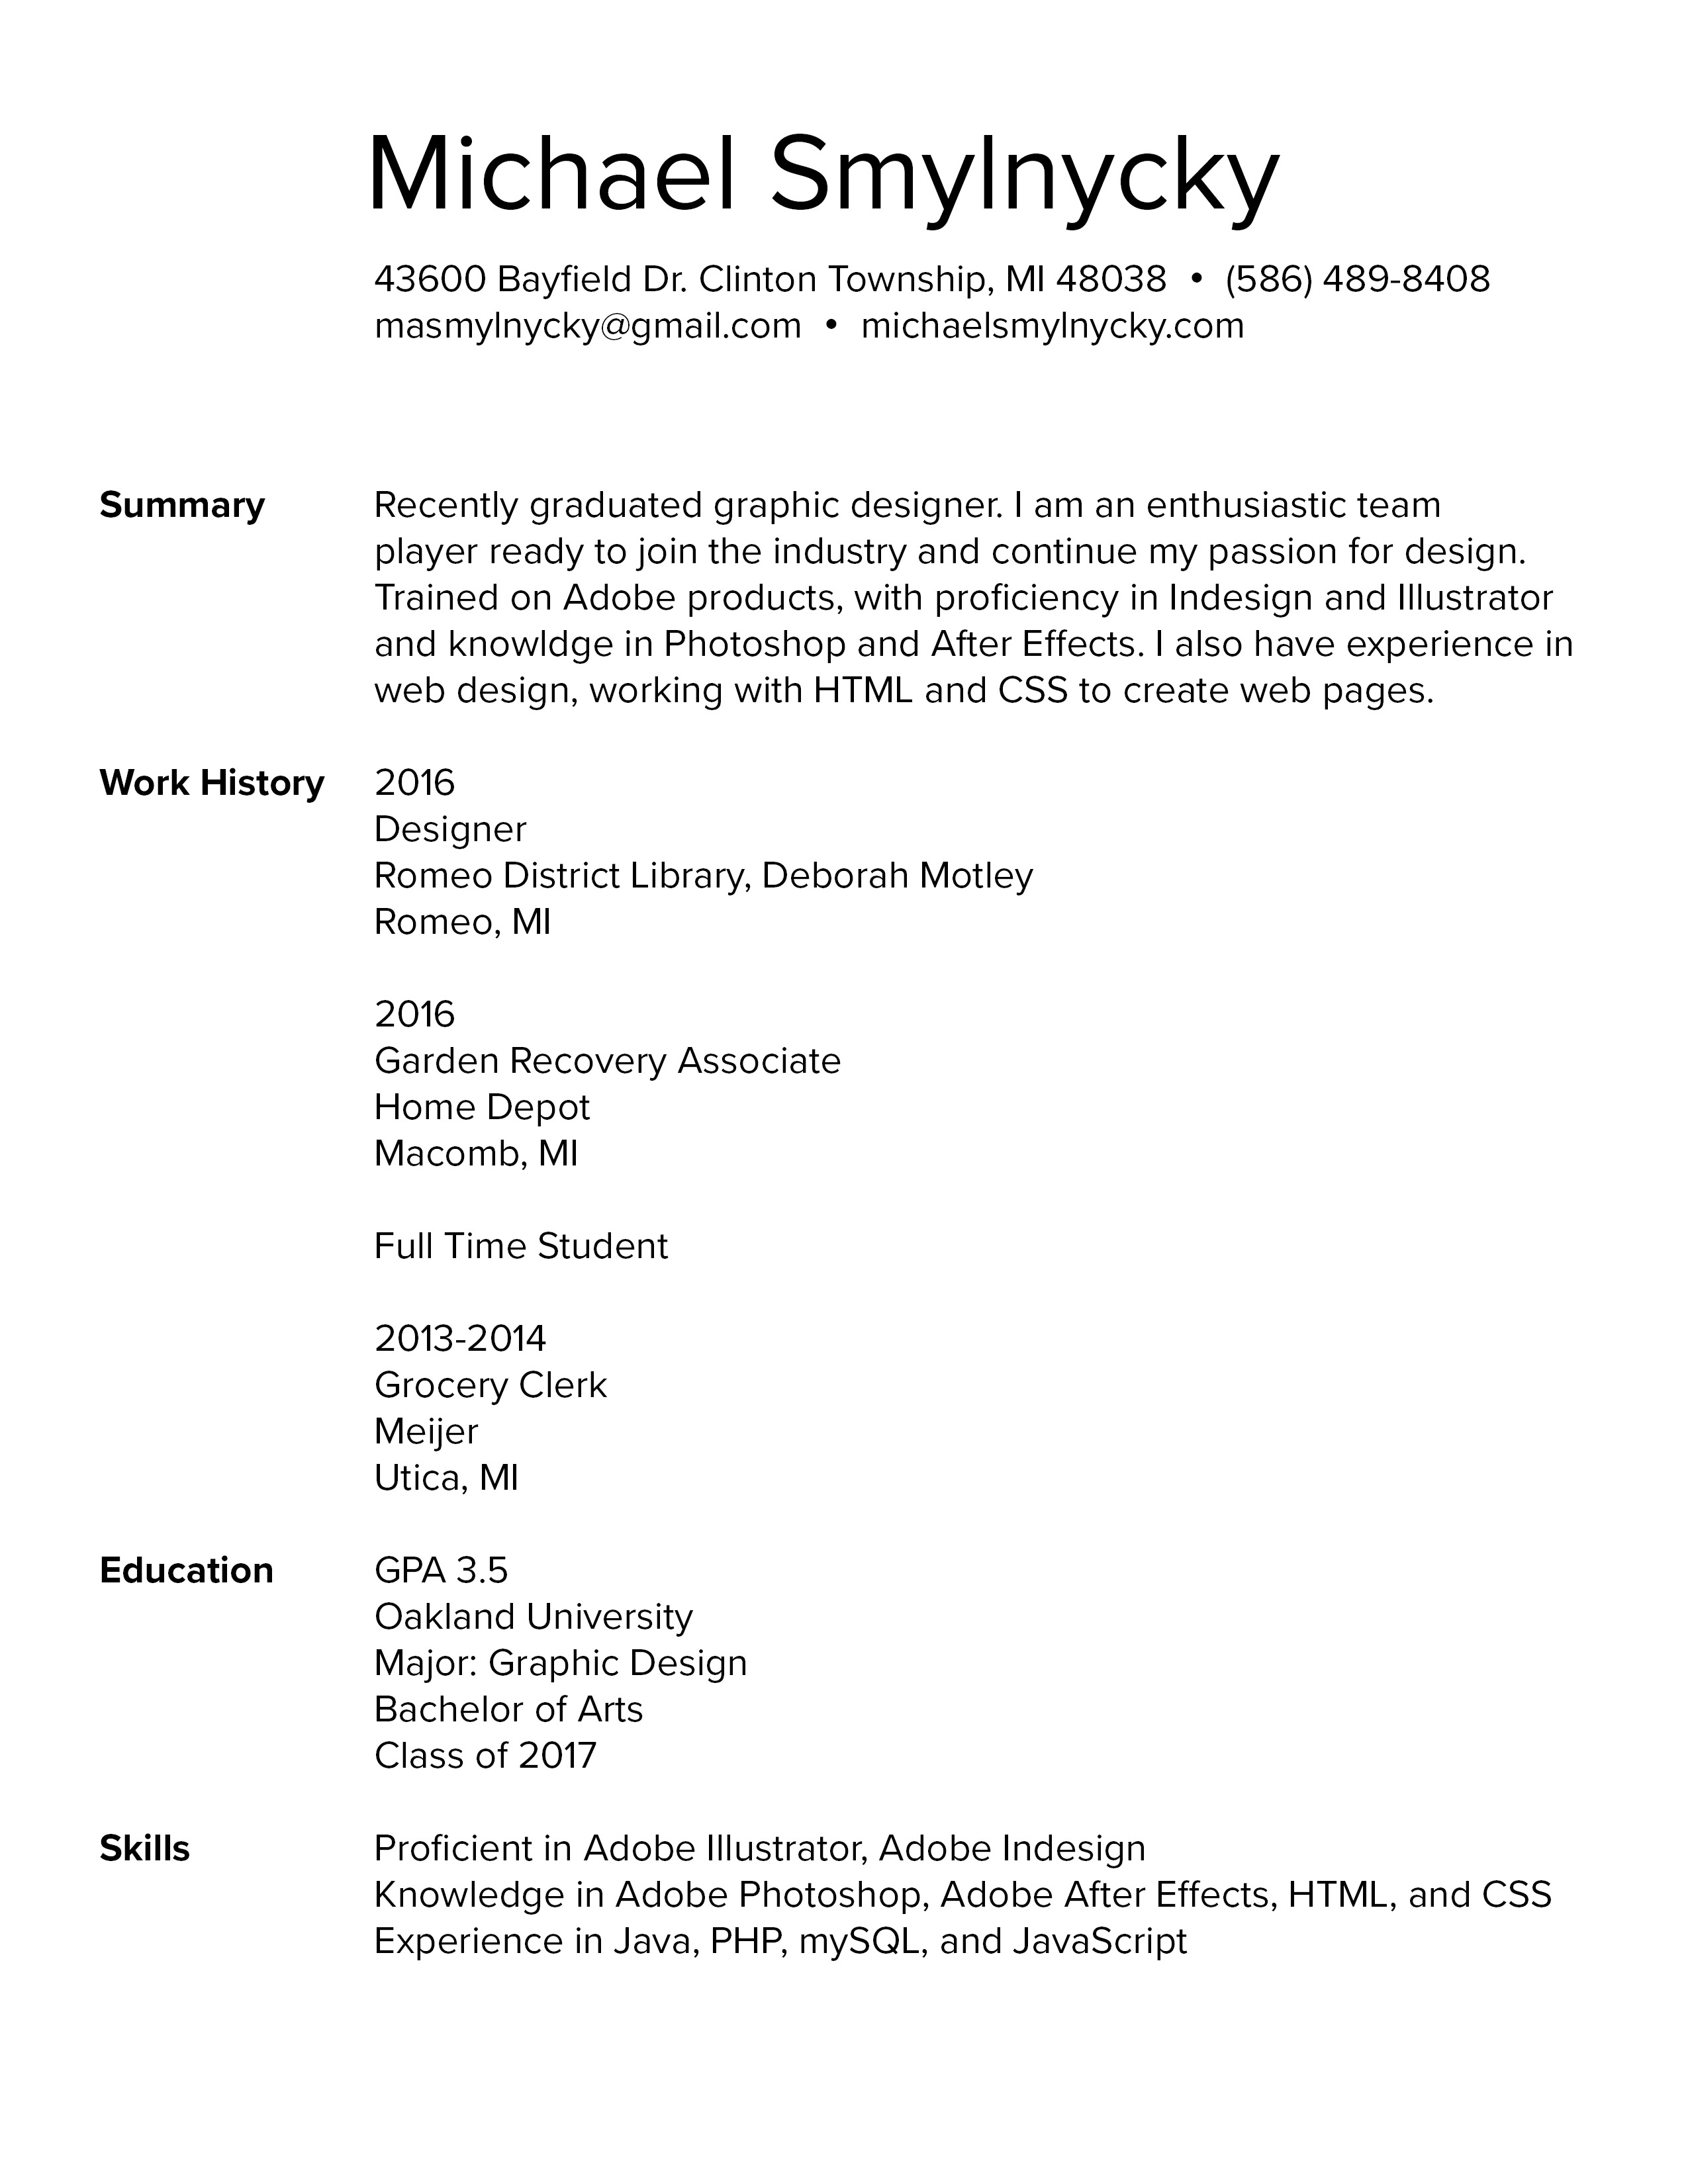 Michael Smylnycky
43600 Bayfield Dr. Clinton Township, MI 48038 • (586) 489-8408
masmylnycky@gmail.com • michaelsmylnycky.com
Summary
Recently graduated graphic designer. I am an enthusiastic team
player ready to join the industry and continue my passion for design.
Trained on Adobe products, with proficiency in Indesign and Illustrator
and knowldge in Photoshop and After Effects. I also have experience in
web design, working with HTML and CSS to create web pages.
Work History
2016
Designer
Romeo District Library, Deborah Motley
Romeo, MI
2016
Garden Recovery Associate
Home Depot
Macomb, MI
Full Time Student
2013-2014
Grocery Clerk
Meijer
Utica, MI
Education
GPA 3.5
Oakland University
Major: Graphic Design
Bachelor of Arts
Class of 2017
Skills
Proficient in Adobe Illustrator, Adobe Indesign
Knowledge in Adobe Photoshop, Adobe After Effects, HTML, and CSS
Experience in Java, PHP, mySQL, and JavaScript